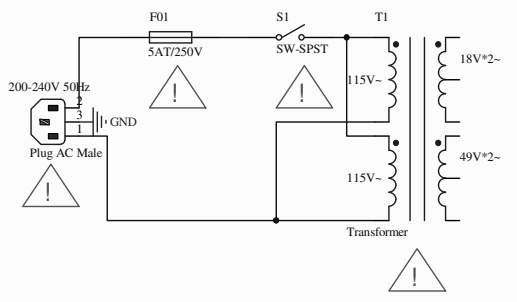 F01
S1
T1
5AT/250V
SW-SPST
200-240V 50Hz
115V~
18V*2~
2
3
GND
1
Plug AC Male
115V~
49V*2~
Transformer
!
!
!
!